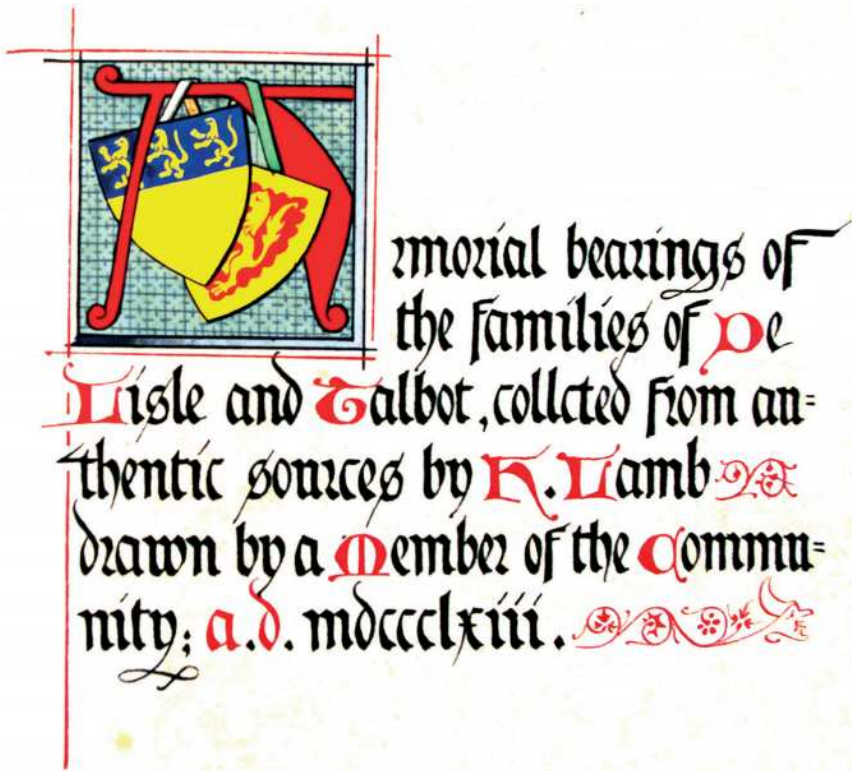 Armorial bearings of
the families of De
Lisle and Talbot, collcted from au=
thentic sources by H. Lamb
drawn by a Member of the Commu=
nity; a.d. mdccclxiii.